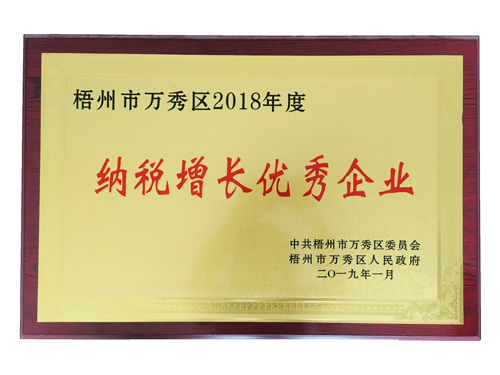 梧州市万秀区2018年度
纳税增长优秀企业
中共梧州市万秀区委员会
梧州市万秀区人民政府
二〇一九年一月